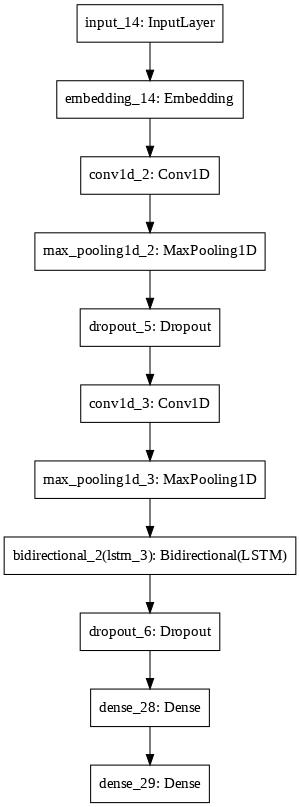 input_14: InputLayer
embedding_14: Embedding
conv1d_2: Conv1D
max_pooling1d_2: MaxPooling1D
dropout_5: Dropout
conv1d_3: Conv1D
max_pooling1d_3: MaxPooling1D
bidirectional_2(lstm_3): Bidirectional(LSTM)
dropout_6: Dropout
dense_28: Dense
dense_29: Dense